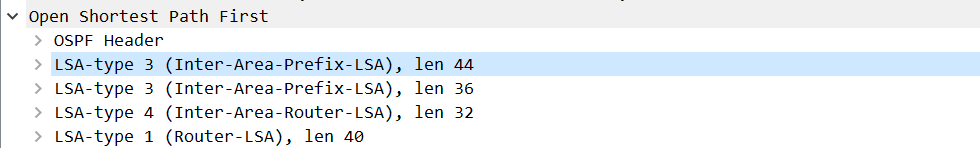 Open Shortest Path First
OSPF Header
LSA-type 3 (Inter-Area-Prefix-LSA), len 44
LSA-type 3 (Inter-Area-Prefix-LSA), len 36
LSA-type 4 (Inter-Area-Router-LSA), len 32
LSA-type 1 (Router-LSA), len 40